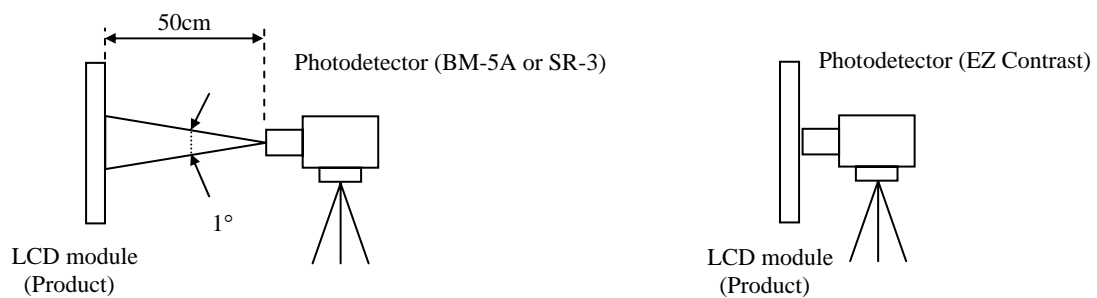 50cm
Photodetector (BM-5A or SR-3)
1°
LCD module
(Product)
Photodetector (EZ Contrast)
LCD module
(Product)